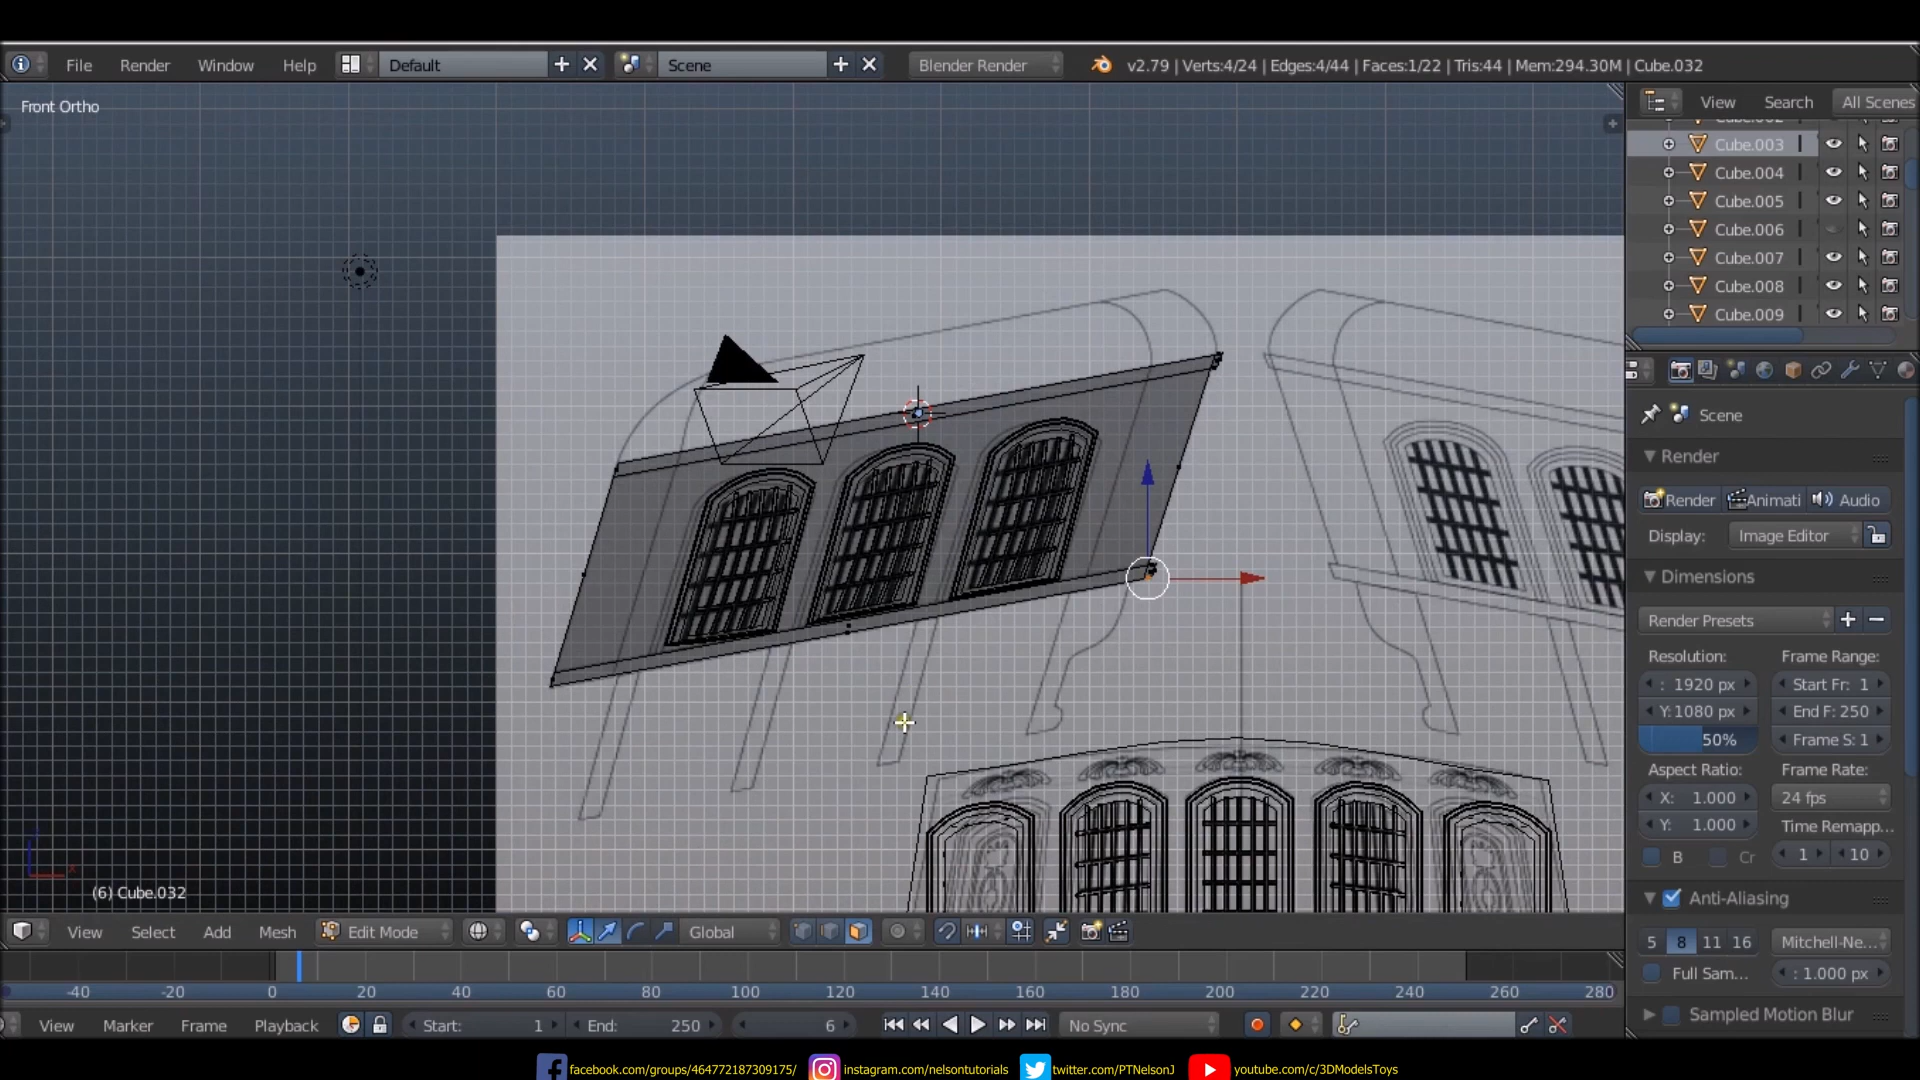 File Render Window Help Default Scene Blender Render v2.79 | Verts:4/24 | Edges:4/44 | Faces:1/22 | Tris:44 | Mem:294.30M | Cube.032
Front Ortho
View Search All Scenes
Cube.002
Cube.003
Cube.004
Cube.005
Cube.006
Cube.007
Cube.008
Cube.009
Scene
Render
Render Animati Audio
Display: Image Editor
Dimensions
Render Presets
Resolution: Frame Range:
: 1920 px Start Fr: 1
Y: 1080 px End F: 250
50% Frame S: 1
Aspect Ratio: Frame Rate:
X: 1.000 24 fps
Y: 1.000 Time Remapp...
B Cr 1 10
Anti-Aliasing
5 8 11 16 Mitchell-Ne...
Full Sam... : 1.000 px
Sampled Motion Blur
x
(6) Cube.032
View Select Add Mesh Edit Mode Global
-40 -20 0 20 40 60 80 100 120 140 160 180 200 220 240 260 280
View Marker Frame Playback Start: 1 End: 250 6 No Sync
facebook.com/groups/464772187309175/ instagram.com/nelsontutorials twitter.com/PTNelsonJ youtube.com/c/3DModelsToys